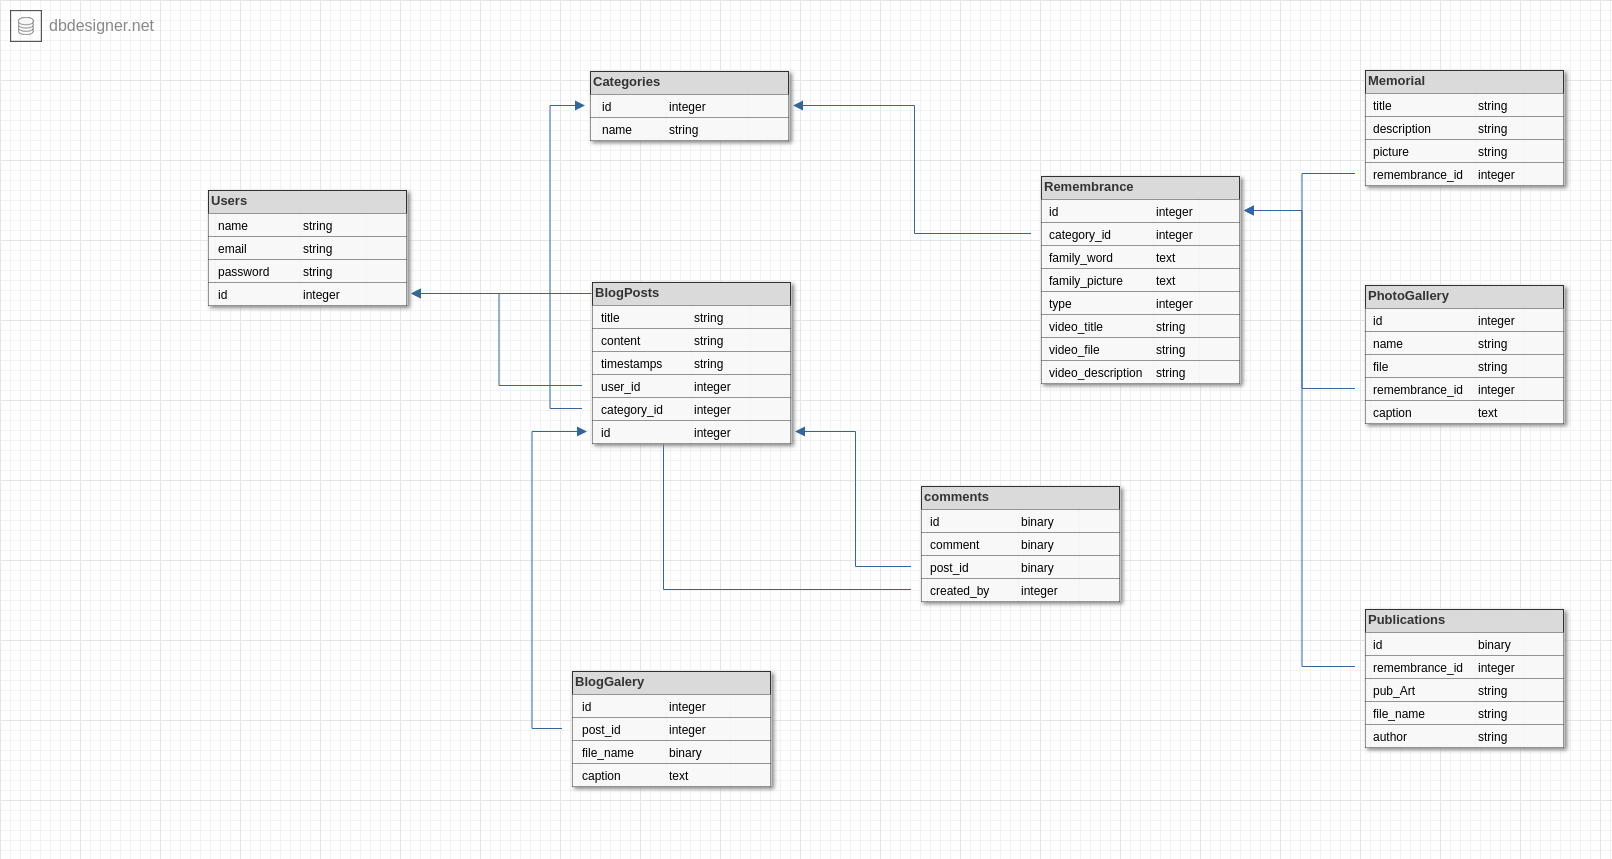 dbdesigner.net
Categories
id integer
name string
Users
name string
email string
password string
id integer
BlogPosts
title string
content string
timestamps string
user_id integer
category_id integer
id integer
Remembrance
id integer
category_id integer
family_word text
family_picture text
type integer
video_title string
video_file string
video_description string
Memorial
title string
description string
picture string
remembrance_id integer
PhotoGallery
id integer
name string
file string
remembrance_id integer
caption text
comments
id binary
comment binary
post_id binary
created_by integer
BlogGalery
id integer
post_id integer
file_name binary
caption text
Publications
id binary
remembrance_id integer
pub_Art string
file_name string
author string